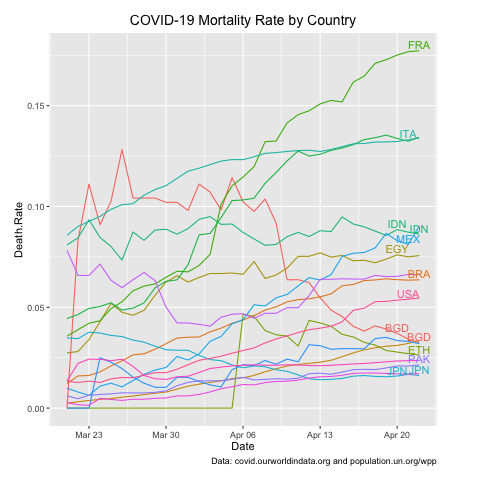 COVID-19 Mortality Rate by Country
FRA
0.15
ITA
Death.Rate
0.10
IDN IDN
MEX
EGY
BRA
USA
0.05
BGD
BGD
ETH
PAK
JPN JPN
0.00
Mar 23 Mar 30 Apr 06 Apr 13 Apr 20
Date
Data: covid.ourworldindata.org and population.un.org/wpp